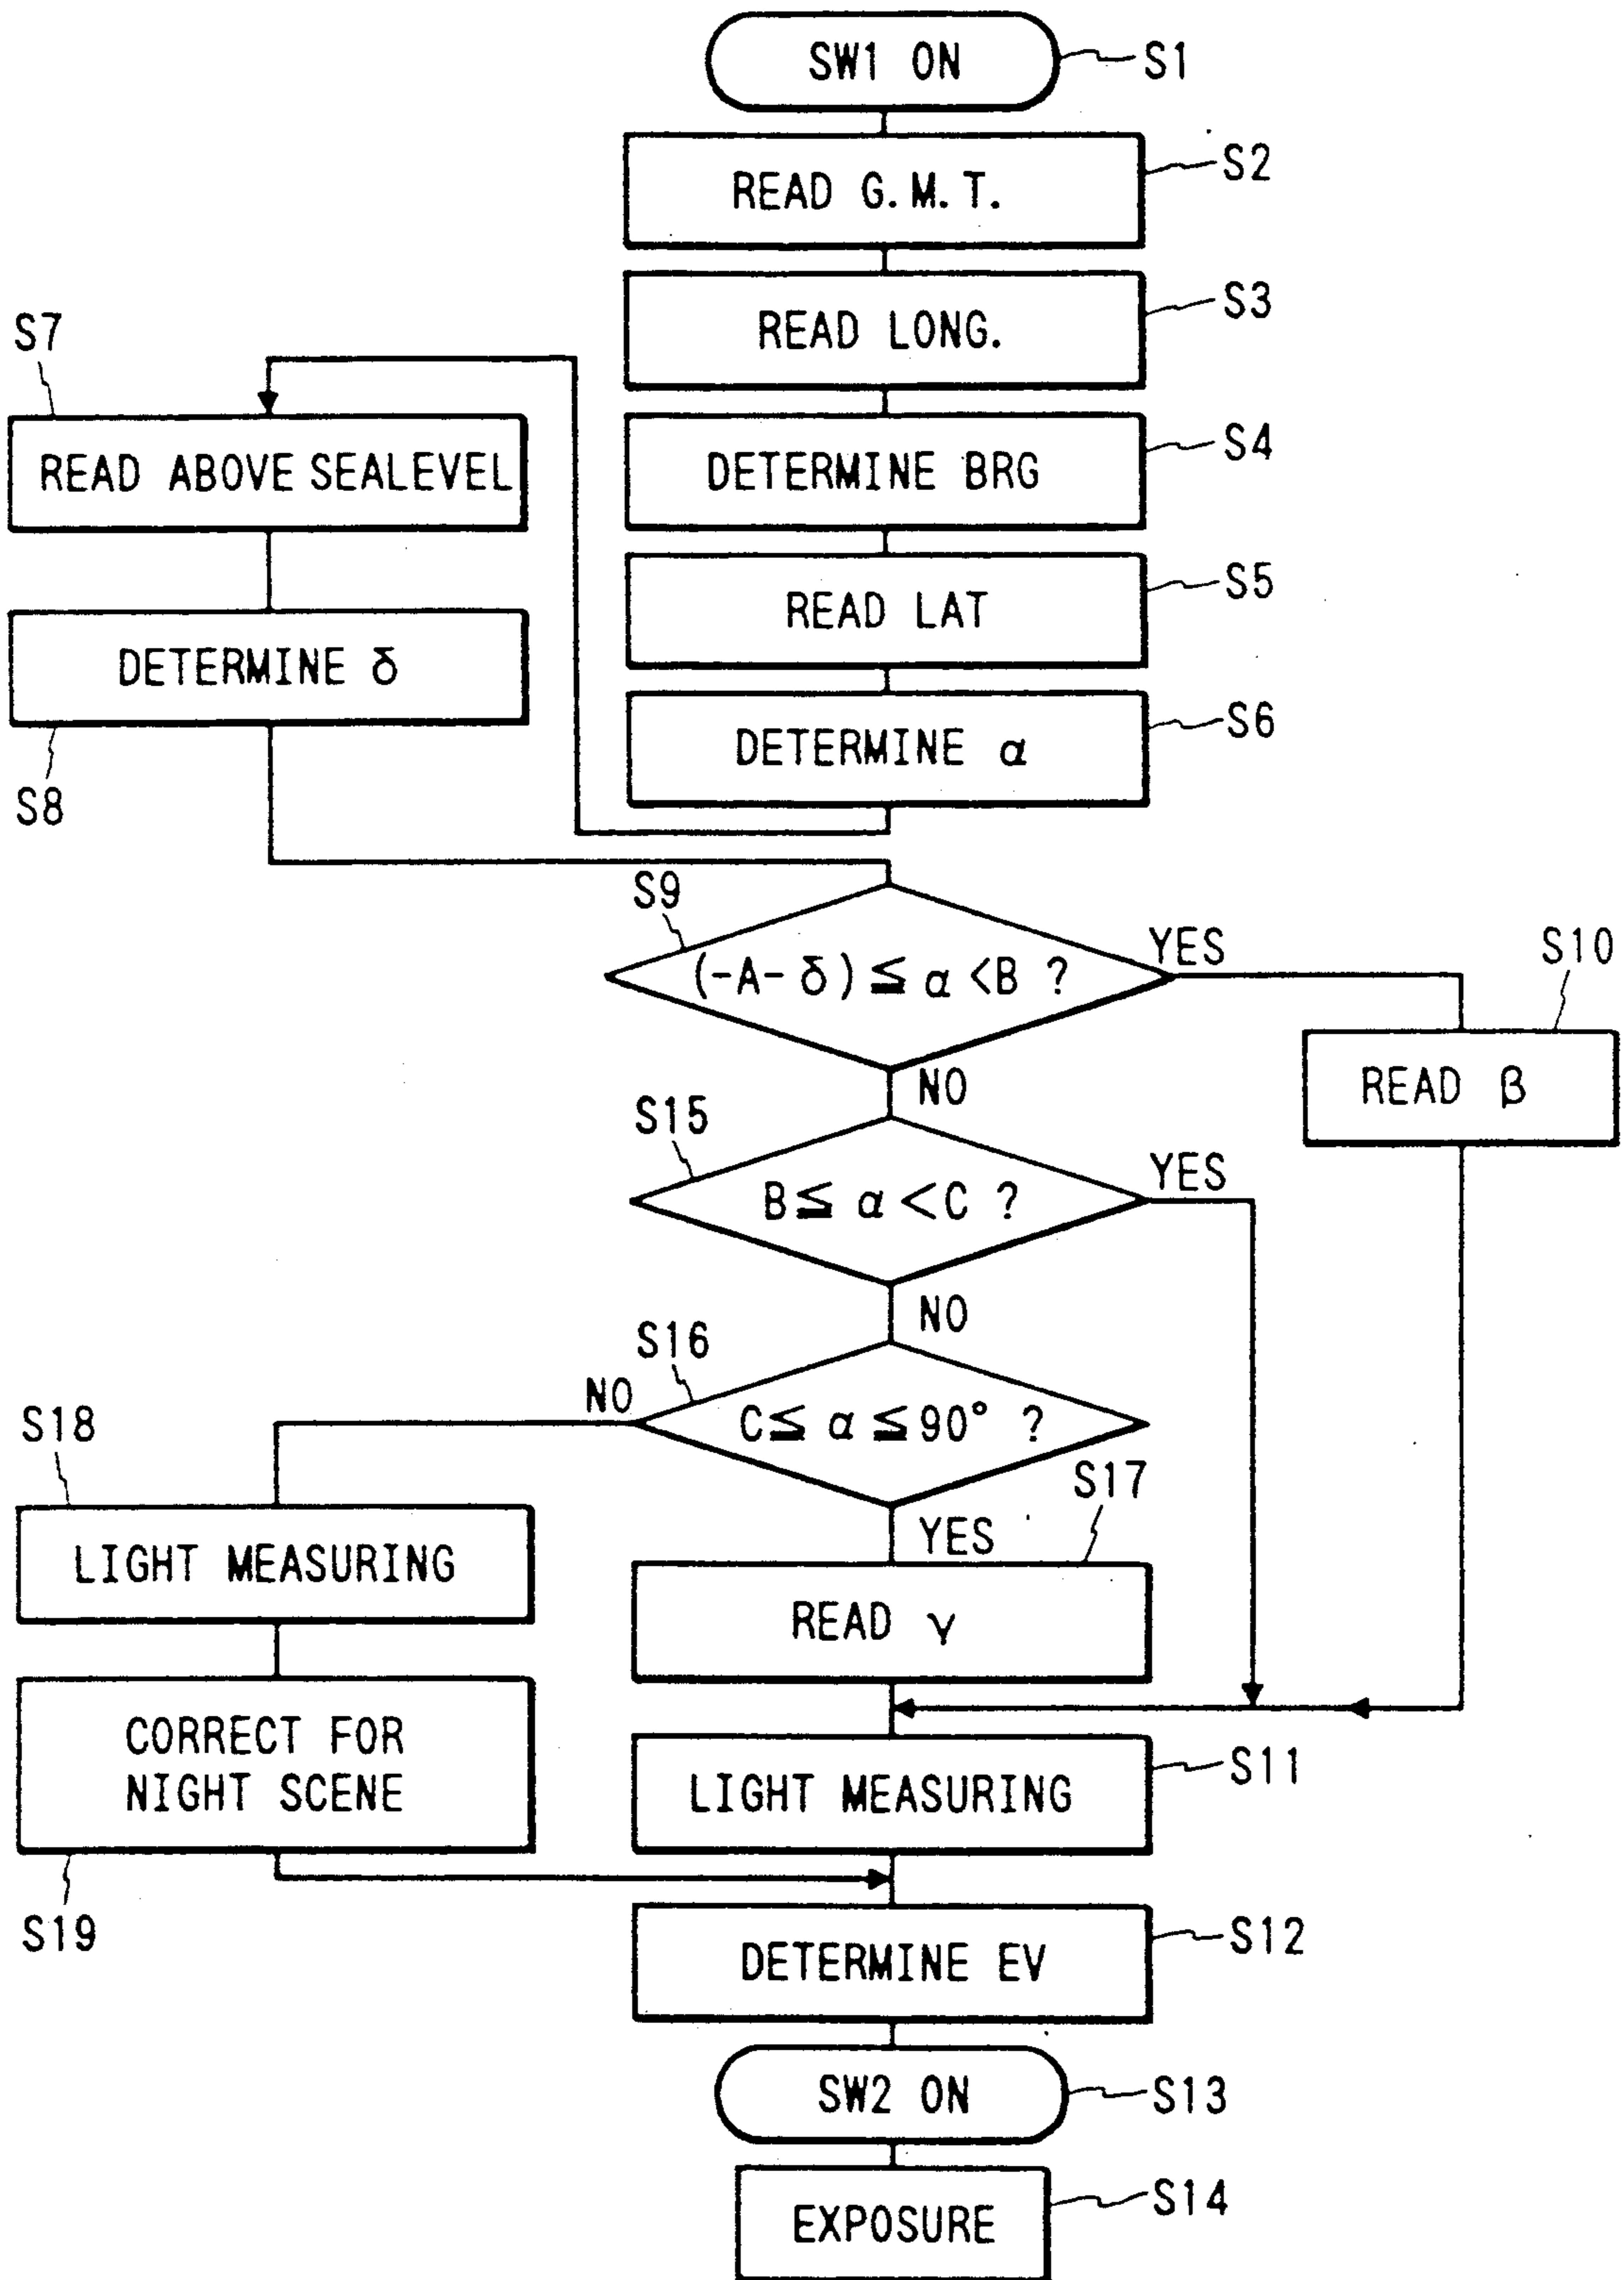 SW1 ON
S1
READ G.M.T.
S2
READ LONG.
S3
DETERMINE BRG
S4
READ LAT
S5
DETERMINE α
S6
S7
READ ABOVE SEALEVEL
DETERMINE δ
S8
S9
(-A-δ)≦α<B ?
YES
NO
S10
READ β
S15
B≦α<C ?
YES
NO
S16
C≦α≦90° ?
NO
YES
S17
READ γ
S18
LIGHT MEASURING
CORRECT FOR
NIGHT SCENE
S19
LIGHT MEASURING
S11
DETERMINE EV
S12
SW2 ON
S13
EXPOSURE
S14